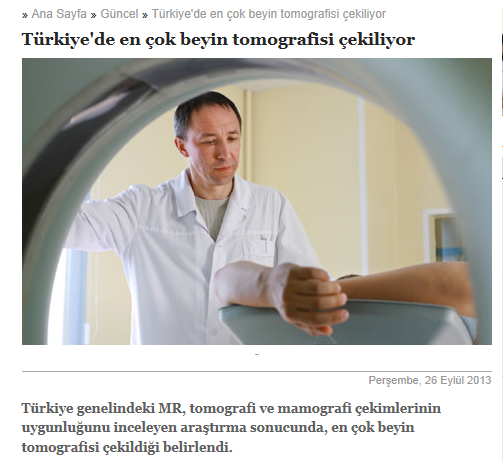 » Ana Sayfa » Güncel » Türkiye'de en çok beyin tomografisi çekiliyor
Türkiye'de en çok beyin tomografisi çekiliyor
-
Perşembe, 26 Eylül 2013
Türkiye genelindeki MR, tomografi ve mamografi çekimlerinin
uygunluğunu inceleyen araştırma sonucunda, en çok beyin
tomografisi çekildiği belirlendi.